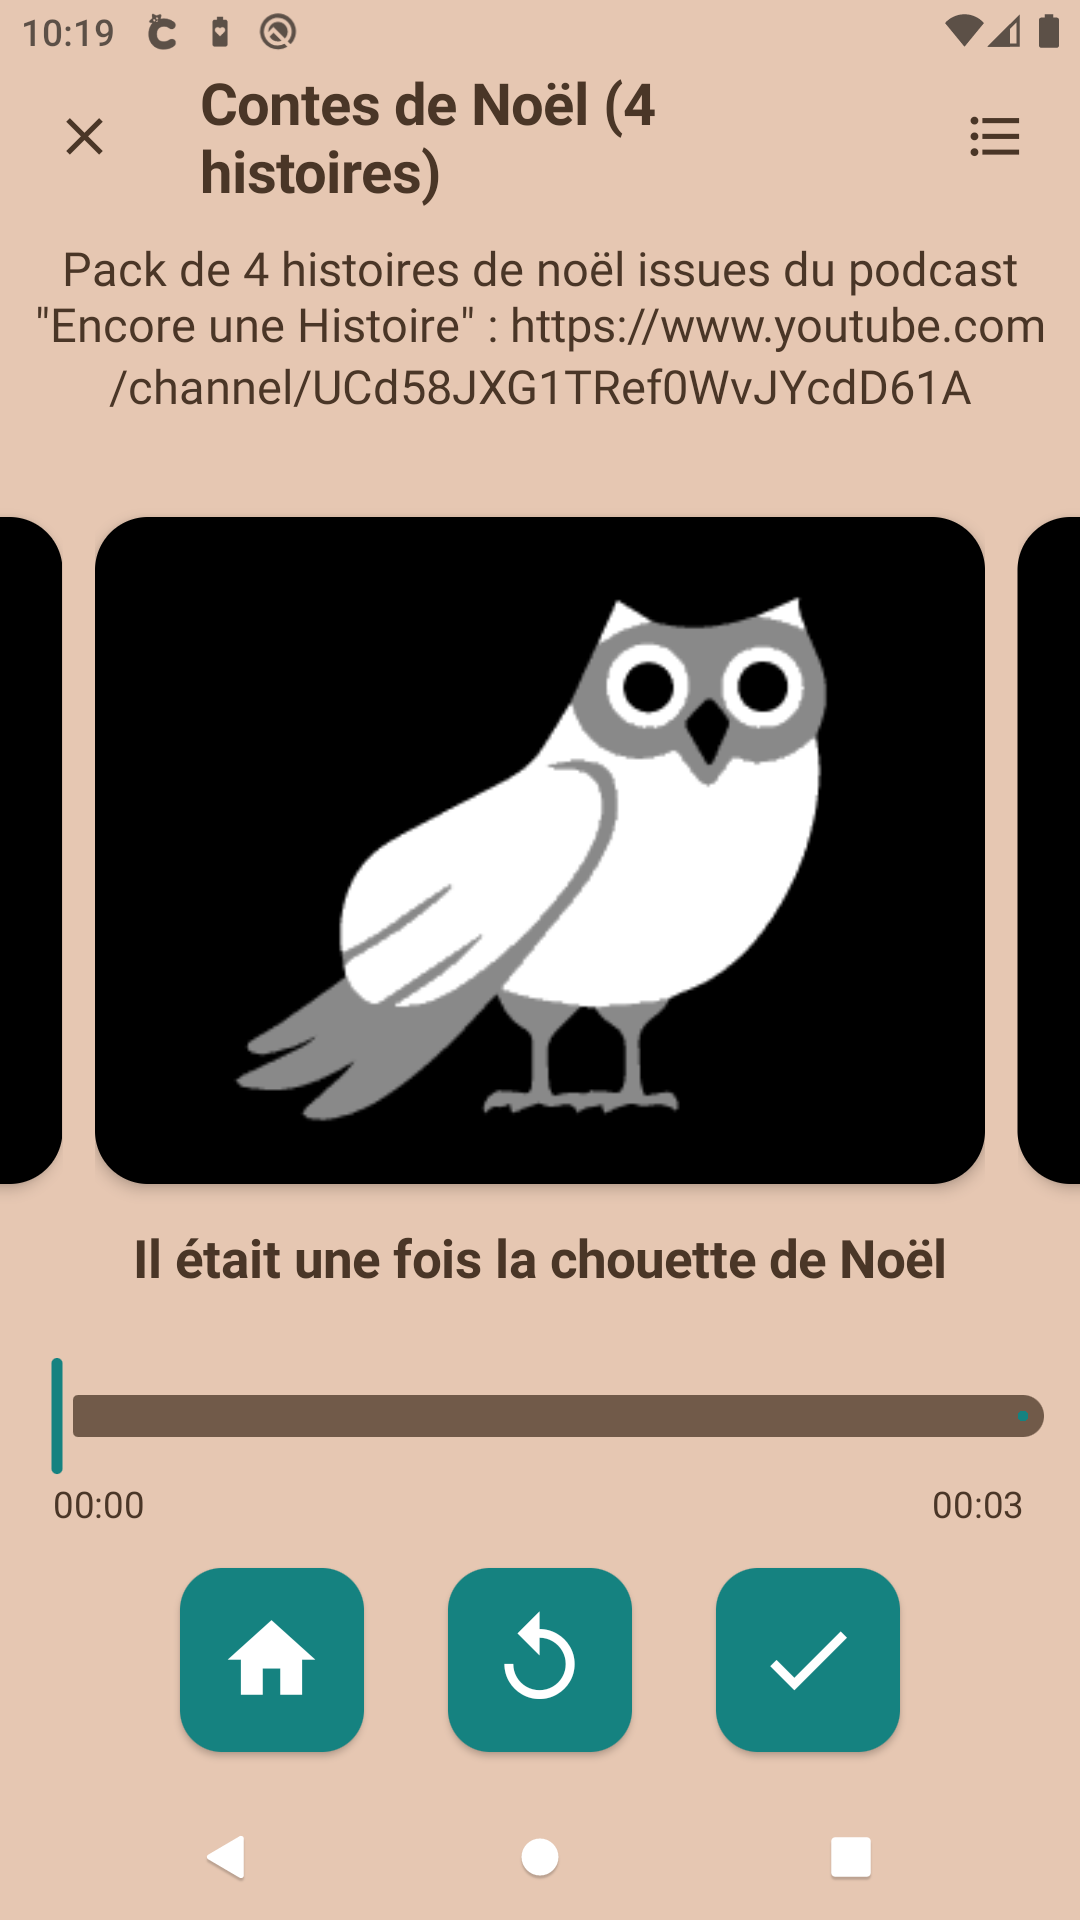 10:19
Contes de Noël (4
histoires)
Pack de 4 histoires de noël issues du podcast
"Encore une Histoire" : https://www.youtube.com
/channel/UCd58JXG1TRef0WvJYcdD61A
Il était une fois la chouette de Noël
00:00
00:03